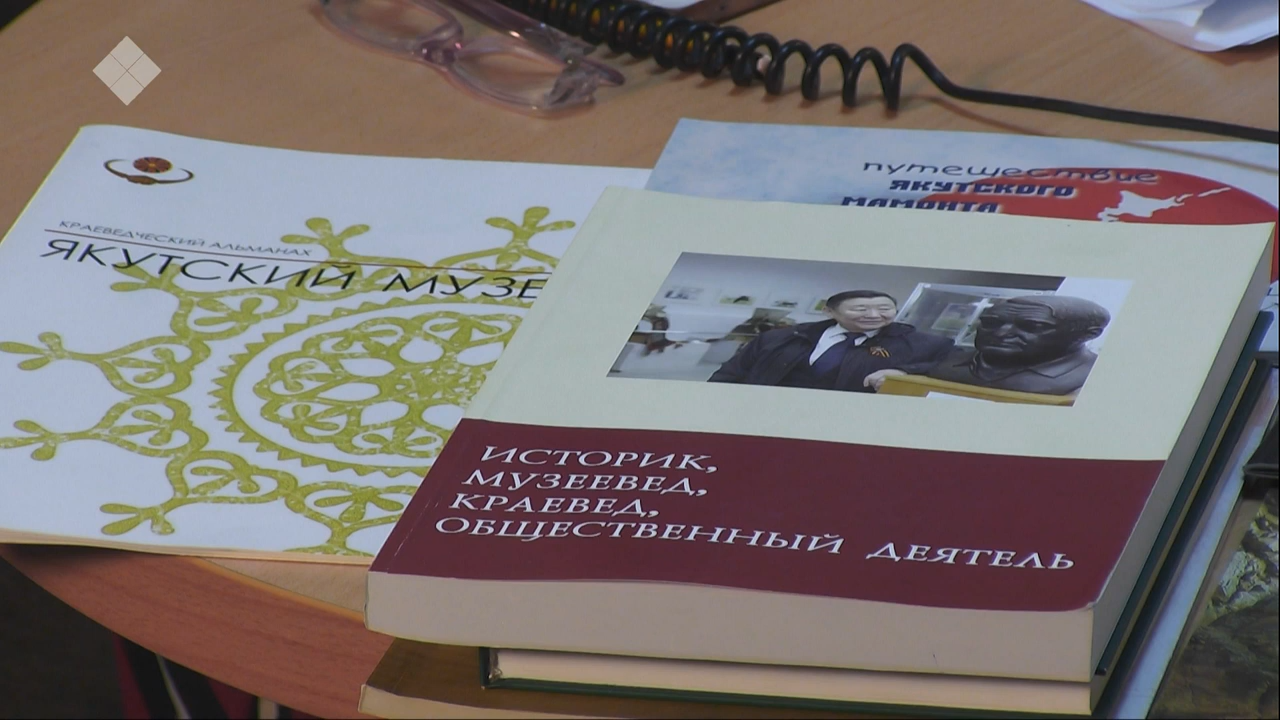 КРАЕВЕДЧЕСКИЙ АЛЬМАНАХ
ЯКУТСКИЙ МУЗЕ
путешествие
ЯКУТСКОГО
МАМОНТА
ИСТОРИК,
МУЗЕЕВЕД,
КРАЕВЕД,
ОБЩЕСТВЕННЫЙ ДЕЯТЕЛЬ